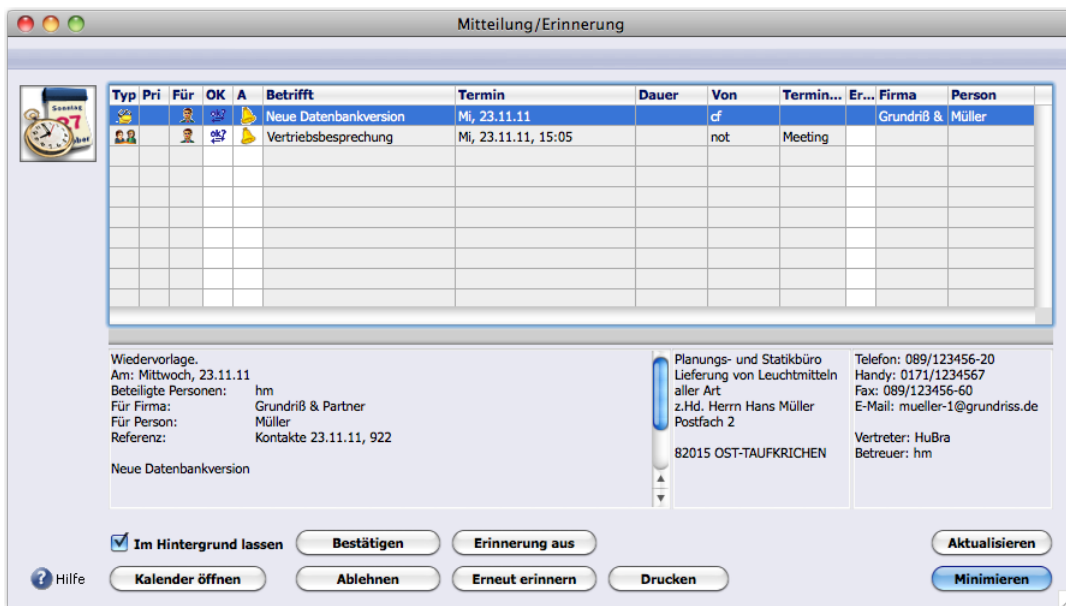 Mitteilung/Erinnerung
Sonntag
27
Typ Pri Für OK A Betrifft Termin Dauer Von Termin... Er... Firma Person
ok? Neue Datenbankversion Mi, 23.11.11 cf Grundriß & Müller
ok? Vertriebsbesprechung Mi, 23.11.11, 15:05 not Meeting
Wiedervorlage.
Am: Mittwoch, 23.11.11
Beteiligte Personen: hm
Für Firma: Grundriß & Partner
Für Person: Müller
Referenz: Kontakte 23.11.11, 922
Neue Datenbankversion
Planungs- und Statikbüro
Lieferung von Leuchtmitteln
aller Art
z.Hd. Herrn Hans Müller
Postfach 2
82015 OST-TAUFKRICHEN
Telefon: 089/123456-20
Handy: 0171/1234567
Fax: 089/123456-60
E-Mail: mueller-1@grundriss.de
Vertreter: HuBra
Betreuer: hm
Im Hintergrund lassen Bestätigen Erinnerung aus Aktualisieren
Hilfe Kalender öffnen Ablehnen Erneut erinnern Drucken Minimieren